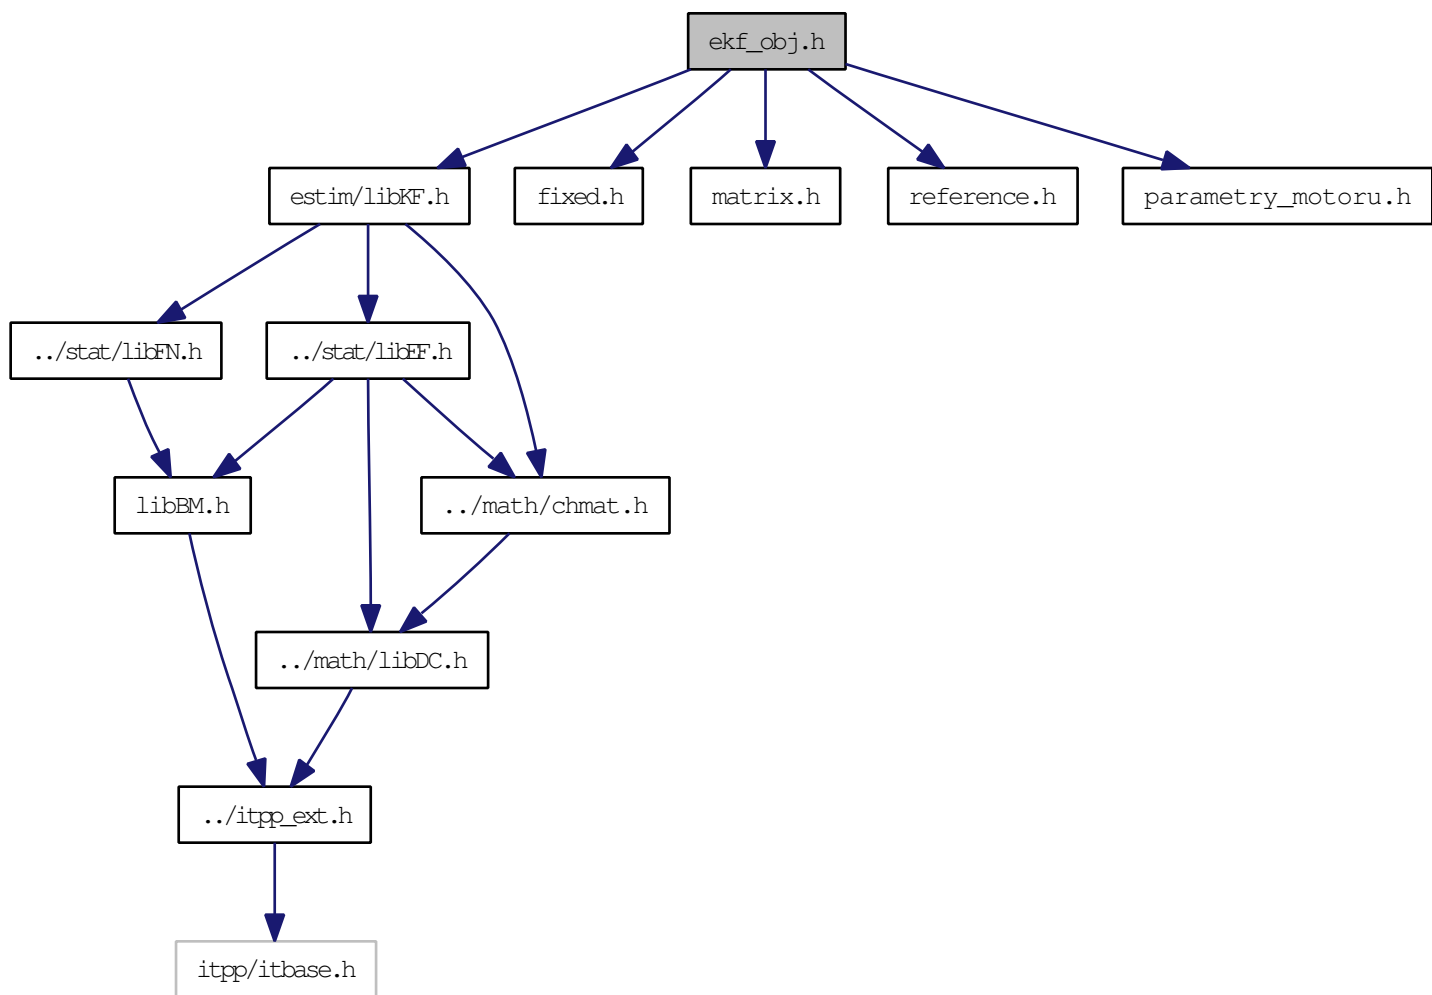 ekf_obj.h
estim/libKF.h
fixed.h
matrix.h
reference.h
parametry_motoru.h
../stat/libFN.h
../stat/libEF.h
libBM.h
../math/chmat.h
../math/libDC.h
../itpp_ext.h
itpp/itbase.h